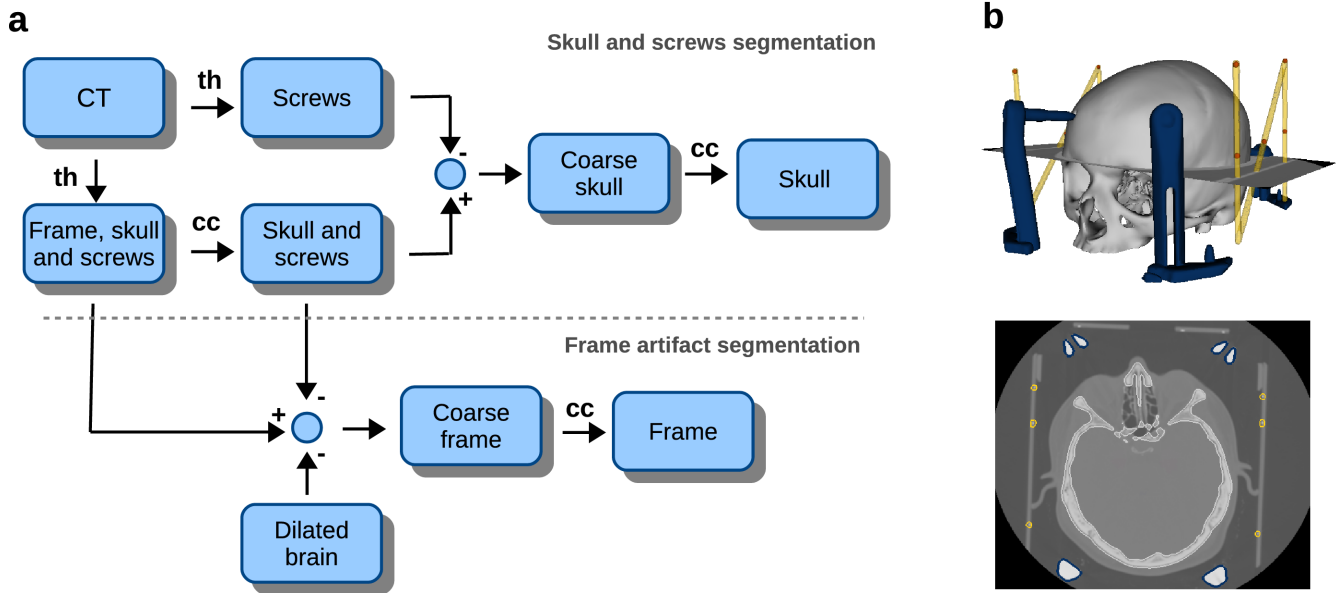 a
b
Skull and screws segmentation
CT
th
Screws
-
+
Coarse
skull
cc
Skull
th
Frame, skull
and screws
cc
Skull and
screws
Frame artifact segmentation
-
+
-
Coarse
frame
cc
Frame
Dilated
brain